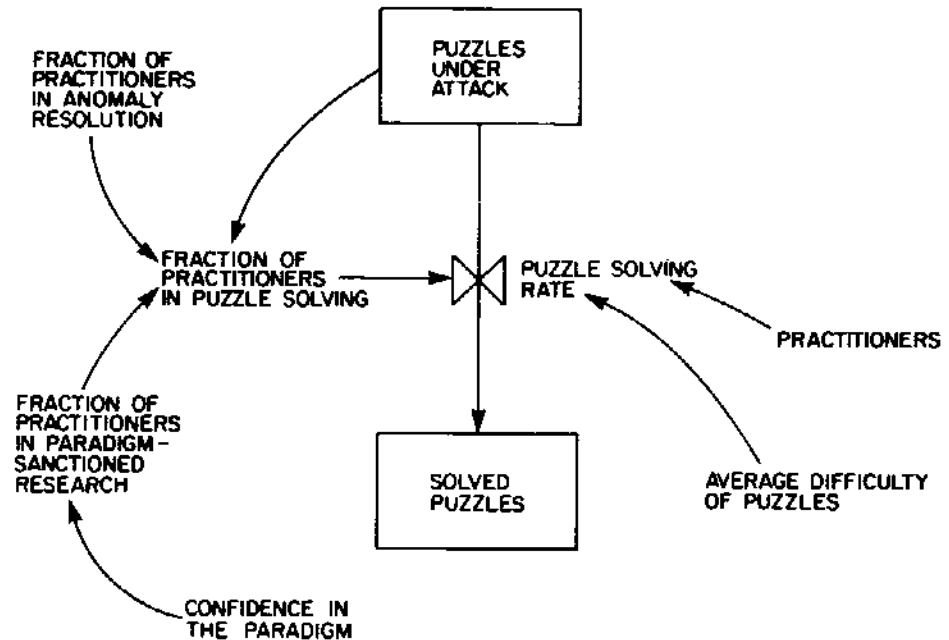 FRACTION OF
PRACTITIONERS
IN ANOMALY
RESOLUTION
PUZZLES
UNDER
ATTACK
FRACTION OF
PRACTITIONERS
IN PUZZLE SOLVING
PUZZLE SOLVING
RATE
PRACTITIONERS
FRACTION OF
PRACTITIONERS
IN PARADIGM-
SANCTIONED
RESEARCH
SOLVED
PUZZLES
AVERAGE DIFFICULTY
OF PUZZLES
CONFIDENCE IN
THE PARADIGM